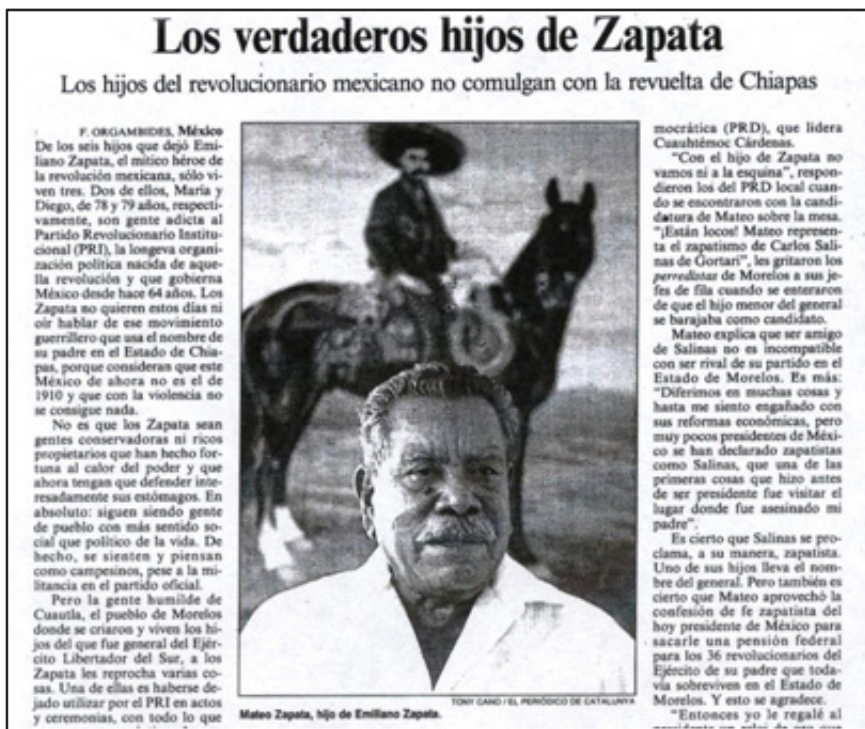 Los verdaderos hijos de Zapata
Los hijos del revolucionario mexicano no comulgan con la revuelta de Chiapas
F. ORGAMBIDES, México
De los seis hijos que dejó Emi-
liano Zapata, el mítico héroe de
la revolución mexicana, sólo vi-
ven tres. Dos de ellos, María y
Diego, de 78 y 79 años, respecti-
vamente, son gente adicta al
Partido Revolucionario Institu-
cional (PRI), la longeva organi-
zación política nacida de aque-
lla revolución y que gobierna
México desde hace 64 años. Los
Zapata no quieren estos días ni
oír hablar de ese movimiento
guerrillero que usa el nombre de
su padre en el Estado de Chia-
pas, porque consideran que este
México de ahora no es el de
1910 y que con la violencia no
se consigue nada.
No es que los Zapata sean
gentes conservadoras ni ricos
propietarios que han hecho for-
tuna al calor del poder y que
ahora tengan que defender inte-
resadamente sus estómagos. En
absoluto: siguen siendo gente
de pueblo con más sentido so-
cial que político de la vida. De
hecho, se sienten y piensan
como campesinos, pese a la mi-
litancia en el partido oficial.
Pero la gente humilde de
Cuautla, el pueblo de Morelos
donde se criaron y viven los hi-
jos del que fue general del Ejér-
cito Libertador del Sur, a los
Zapata les reprocha varias co-
sas. Una de ellas es haberse de-
jado utilizar por el PRI en actos
y ceremonias, con todo lo que
TONY GANO / EL PERIÓDICO DE CATALUNYA
Mateo Zapata, hijo de Emiliano Zapata.
mocrática (PRD), que lidera
Cuauhtémoc Cárdenas.
"Con el hijo de Zapata no
vamos ni a la esquina", respon-
dieron los del PRD local cuan-
do se encontraron con la candi-
datura de Mateo sobre la mesa.
"¡Están locos! Mateo represen-
ta el zapatismo de Carlos Sali-
nas de Gortari", les gritaron los
perredistas de Morelos a sus je-
fes de fila cuando se enteraron
de que el hijo menor del general
se barajaba como candidato.
Mateo explica que ser amigo
de Salinas no es incompatible
con ser rival de su partido en el
Estado de Morelos. Es más:
"Diferimos en muchas cosas y
hasta me siento engañado con
sus reformas económicas, pero
muy pocos presidentes de Méxi-
co se han declarado zapatistas
como Salinas, que una de las
primeras cosas que hizo antes
de ser presidente fue visitar el
lugar donde fue asesinado mi
padre".
Es cierto que Salinas se pro-
clama, a su manera, zapatista.
Uno de sus hijos lleva el nom-
bre del general. Pero también es
cierto que Mateo aprovechó la
confesión de fe zapatista del
hoy presidente de México para
sacarle una pensión federal
para los 36 revolucionarios del
Ejército de su padre que toda-
vía sobreviven en el Estado de
Morelos. Y esto se agradece.
"Entonces yo le regalé al